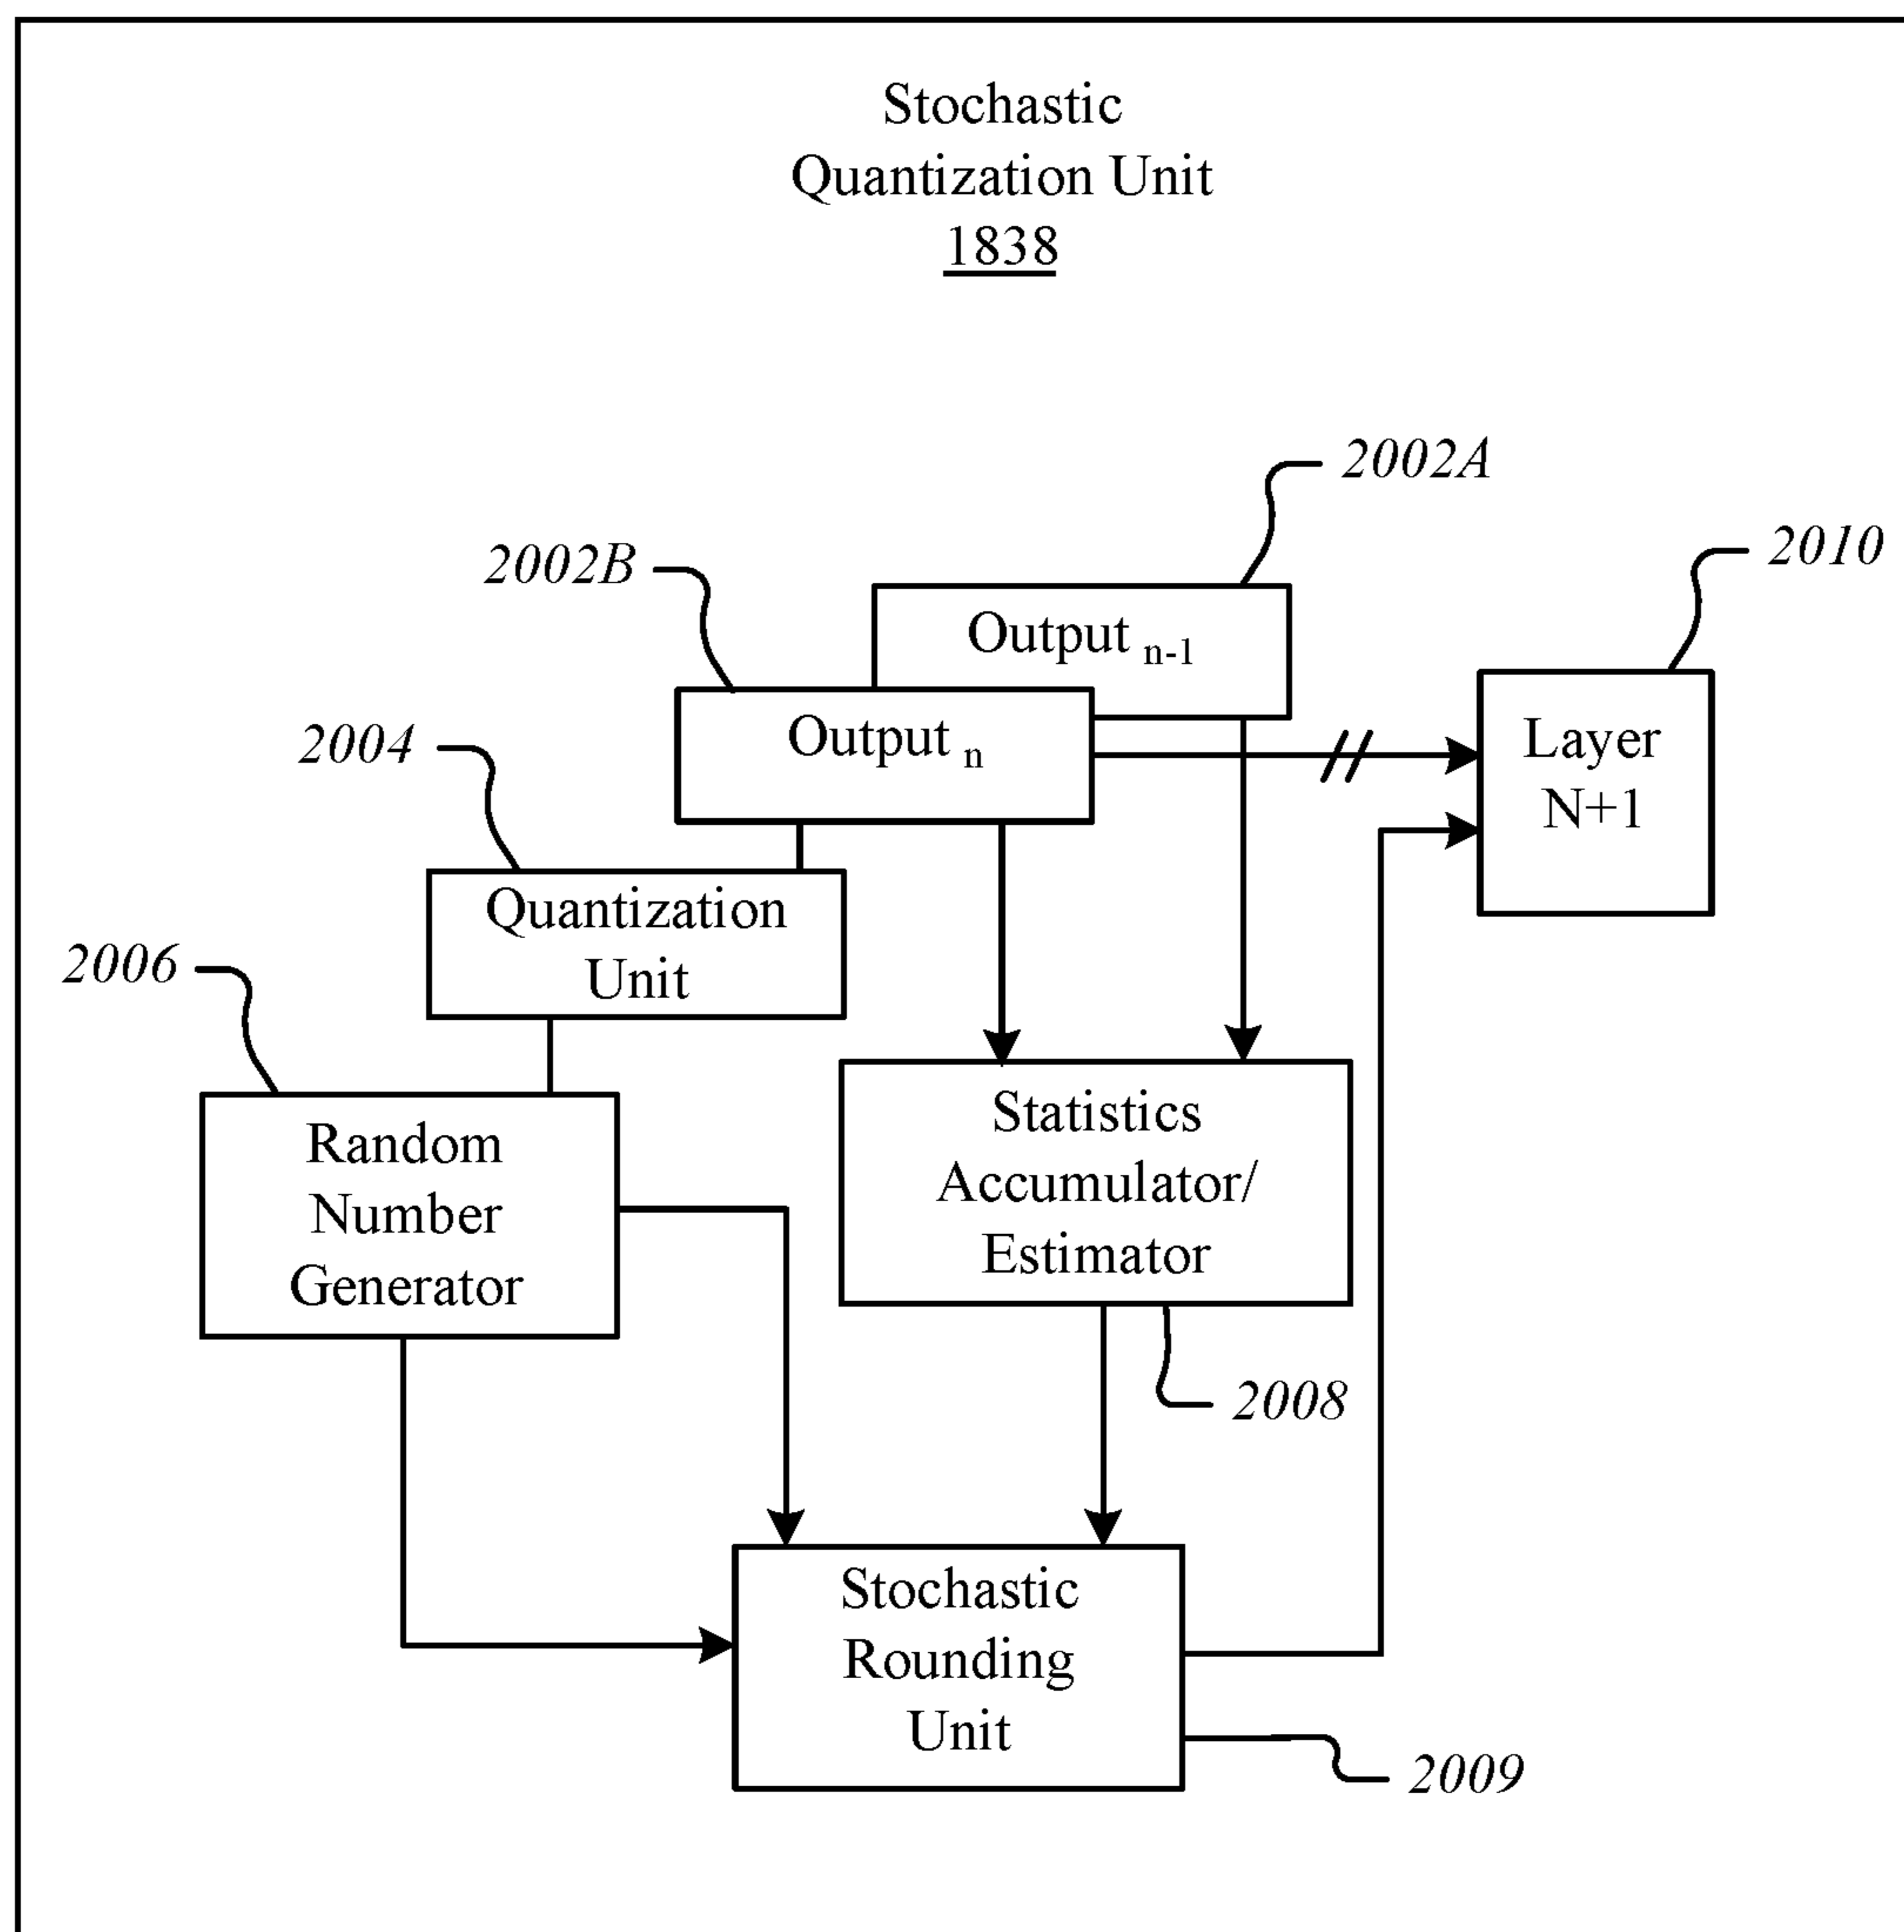 Stochastic
Quantization Unit
1838
2002A
2010
2002B
Output n-1
Output n
Layer
N+1
2004
Quantization
Unit
2006
Random
Number
Generator
Statistics
Accumulator/
Estimator
2008
Stochastic
Rounding
Unit
2009